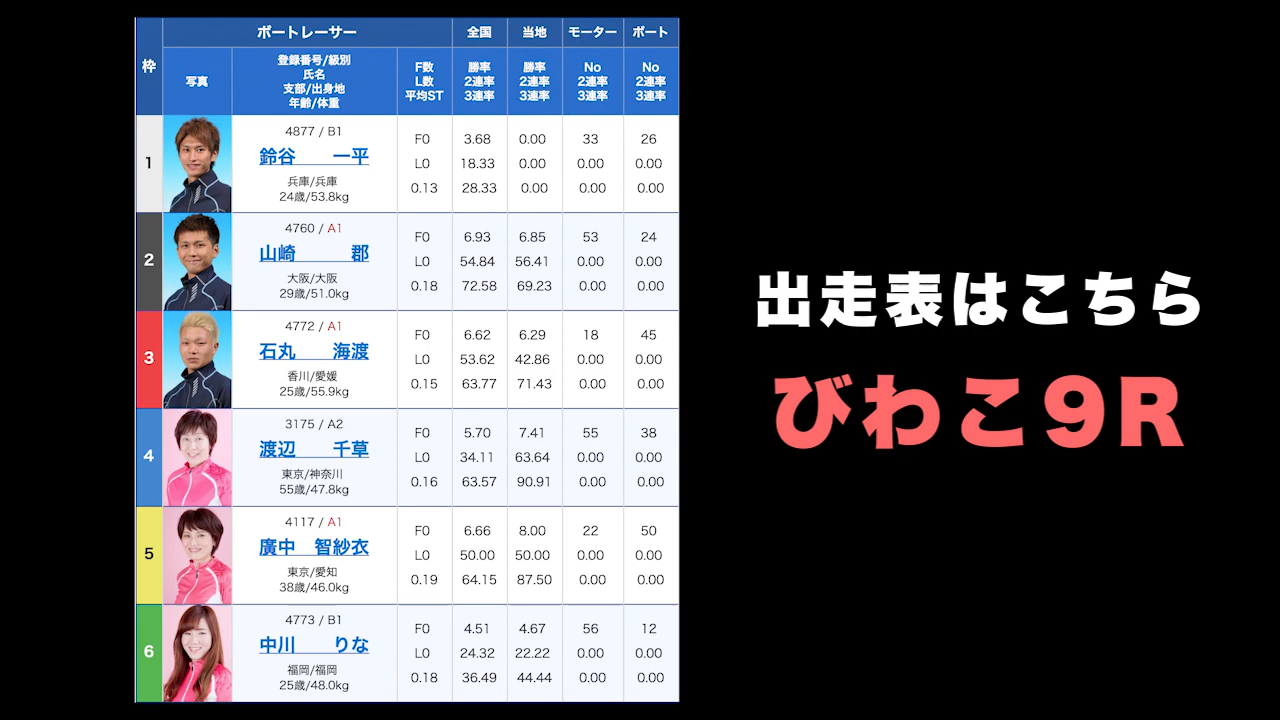 枠 ボートレーサー 全国 当地 モーター ボート
写真 登録番号/級別 氏名 支部/出身地 年齢/体重 F数 L数 平均ST 勝率 2連率 3連率 勝率 2連率 3連率 No 2連率 3連率 No 2連率 3連率
1
4877 / B1
鈴谷 一平
兵庫/兵庫
24歳/53.8kg
F0 3.68 0.00 33 26
L0 18.33 0.00 0.00 0.00
0.13 28.33 0.00 0.00 0.00
2
4760 / A1
山崎 郡
大阪/大阪
29歳/51.0kg
F0 6.93 6.85 53 24
L0 54.84 56.41 0.00 0.00
0.18 72.58 69.23 0.00 0.00
3
4772 / A1
石丸 海渡
香川/愛媛
25歳/55.9kg
F0 6.62 6.29 18 45
L0 53.62 42.86 0.00 0.00
0.15 63.77 71.43 0.00 0.00
4
3175 / A2
渡辺 千草
東京/神奈川
55歳/47.8kg
F0 5.70 7.41 55 38
L0 34.11 63.64 0.00 0.00
0.16 63.57 90.91 0.00 0.00
5
4117 / A1
廣中 智紗衣
東京/愛知
38歳/46.0kg
F0 6.66 8.00 22 50
L0 50.00 50.00 0.00 0.00
0.19 64.15 87.50 0.00 0.00
6
4773 / B1
中川 りな
福岡/福岡
25歳/48.0kg
F0 4.51 4.67 56 12
L0 24.32 22.22 0.00 0.00
0.18 36.49 44.44 0.00 0.00
出走表はこちら
びわこ9R